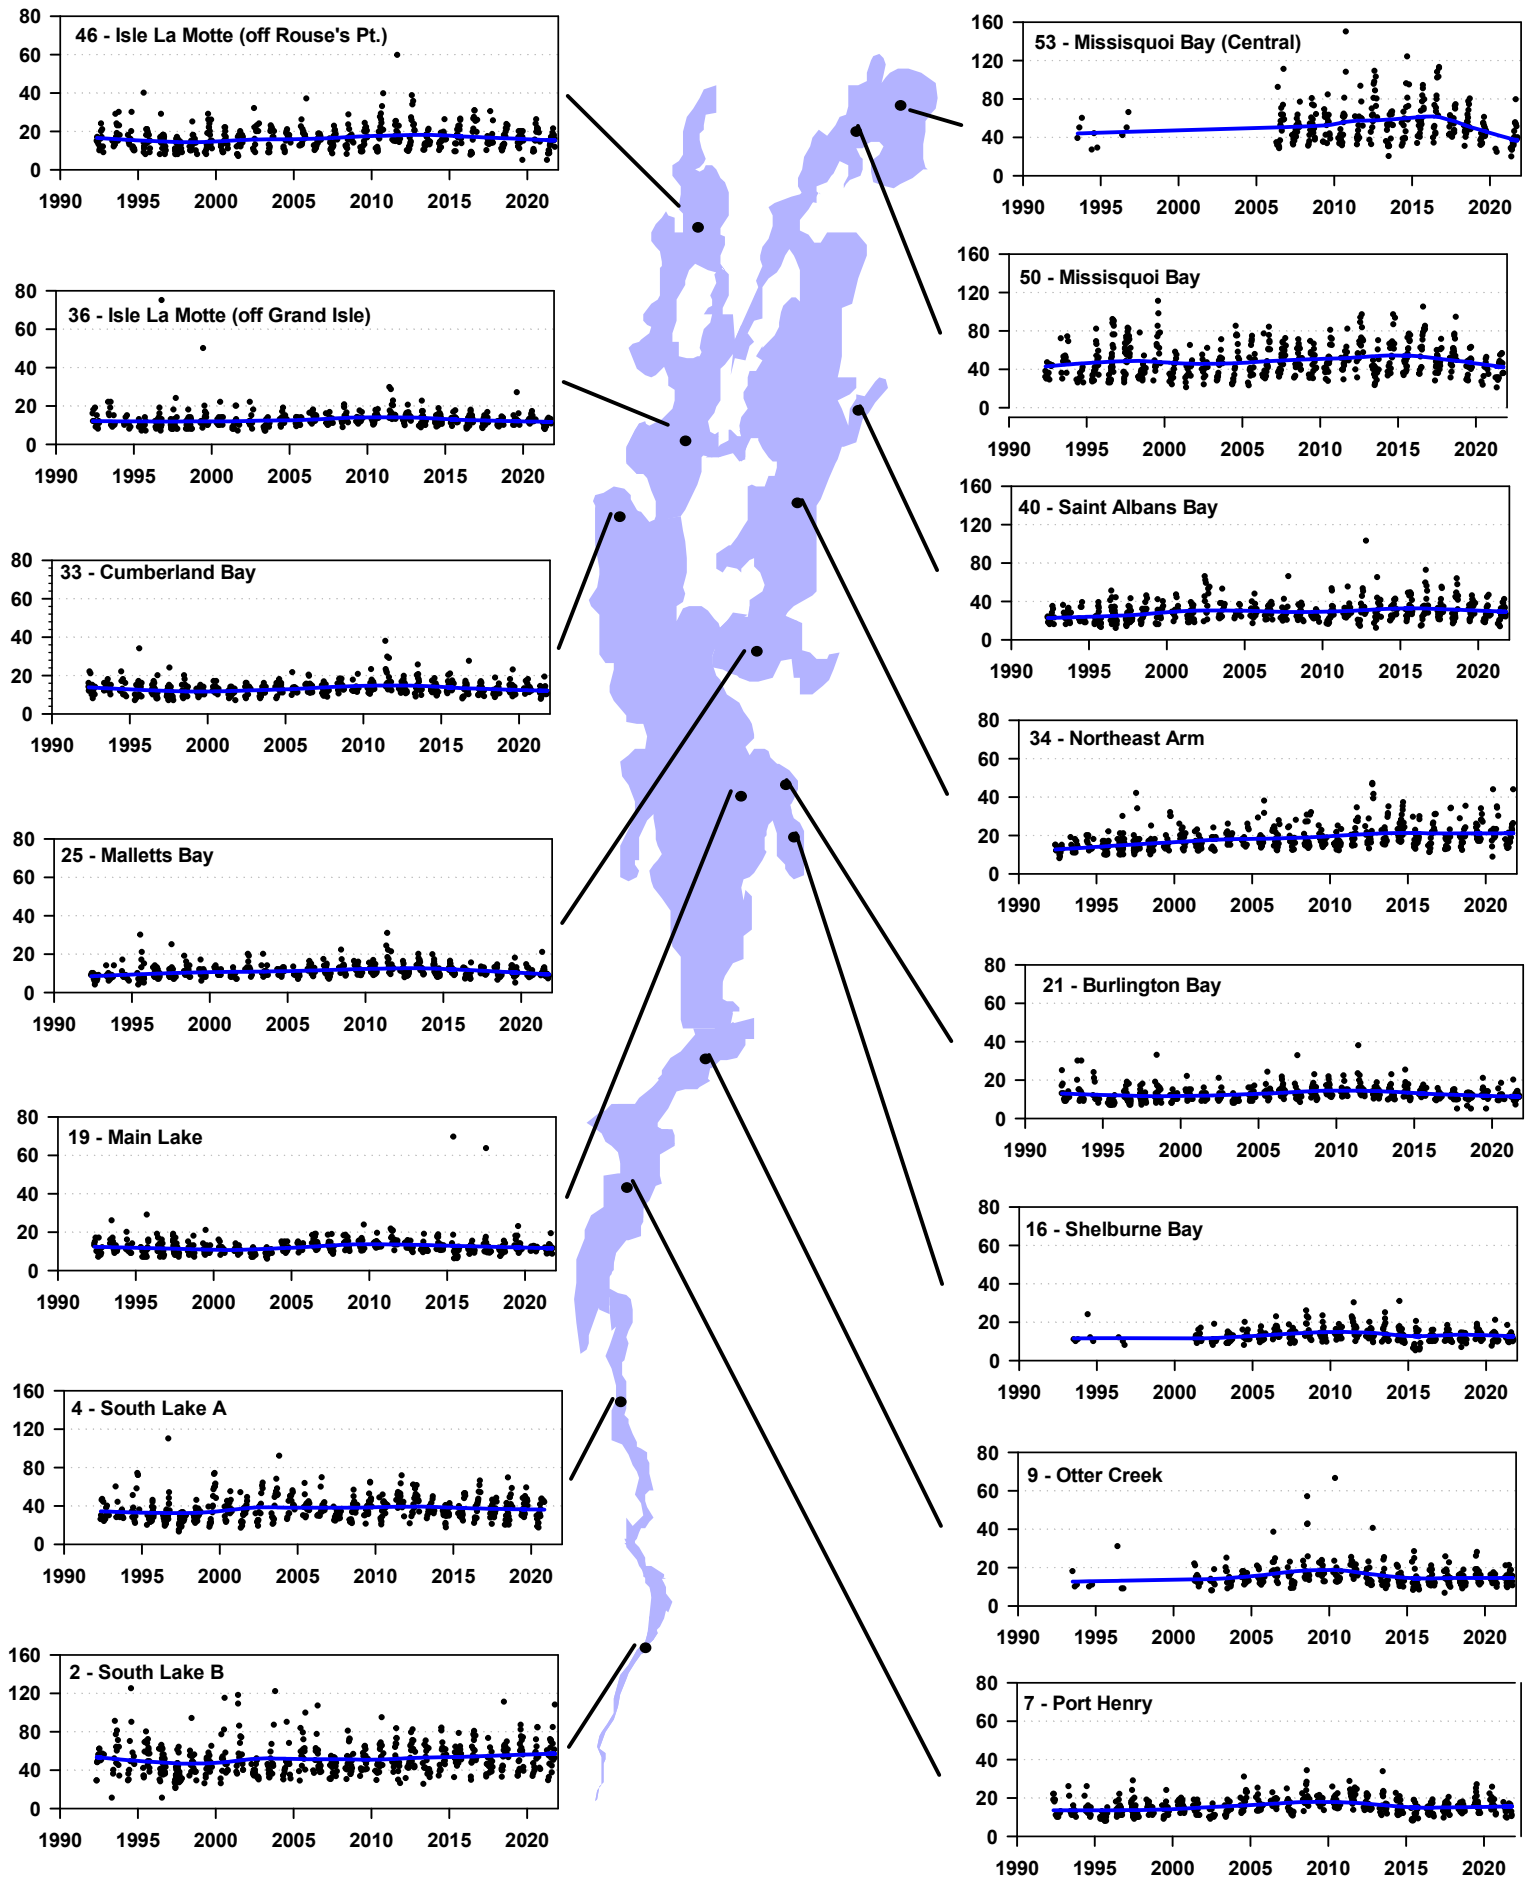 80
60
40
20
0
46 - Isle La Motte (off Rouse's Pt.)
1990 1995 2000 2005 2010 2015 2020
80
60
40
20
0
36 - Isle La Motte (off Grand Isle)
1990 1995 2000 2005 2010 2015 2020
80
60
40
20
0
33 - Cumberland Bay
1990 1995 2000 2005 2010 2015 2020
80
60
40
20
0
25 - Malletts Bay
1990 1995 2000 2005 2010 2015 2020
80
60
40
20
0
19 - Main Lake
1990 1995 2000 2005 2010 2015 2020
160
120
80
40
0
4 - South Lake A
1990 1995 2000 2005 2010 2015 2020
160
120
80
40
0
2 - South Lake B
1990 1995 2000 2005 2010 2015 2020
160
120
80
40
0
53 - Missisquoi Bay (Central)
1990 1995 2000 2005 2010 2015 2020
160
120
80
40
0
50 - Missisquoi Bay
1990 1995 2000 2005 2010 2015 2020
160
120
80
40
0
40 - Saint Albans Bay
1990 1995 2000 2005 2010 2015 2020
80
60
40
20
0
34 - Northeast Arm
1990 1995 2000 2005 2010 2015 2020
80
60
40
20
0
21 - Burlington Bay
1990 1995 2000 2005 2010 2015 2020
80
60
40
20
0
16 - Shelburne Bay
1990 1995 2000 2005 2010 2015 2020
80
60
40
20
0
9 - Otter Creek
1990 1995 2000 2005 2010 2015 2020
80
60
40
20
0
7 - Port Henry
1990 1995 2000 2005 2010 2015 2020